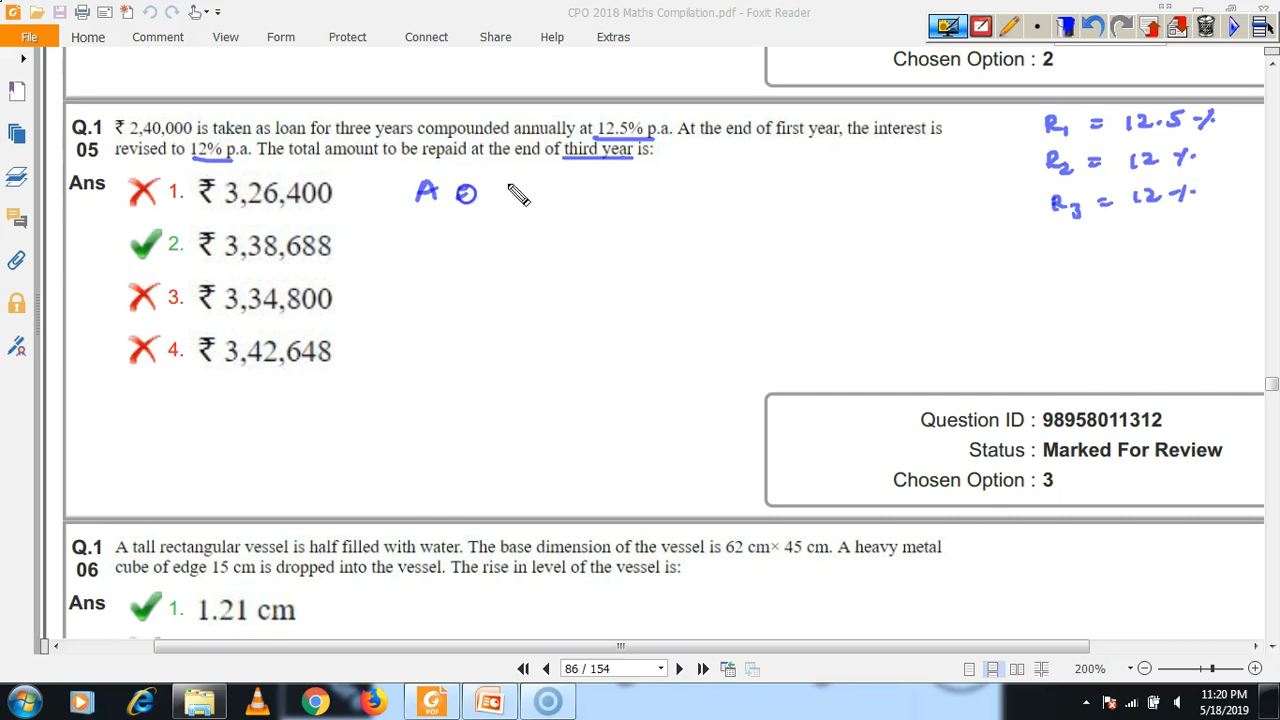 CPO 2018 Maths Compilation.pdf - Foxit Reader
File Home Comment View Form Protect Connect Share Help Extras
Chosen Option : 2
Q.1 ₹ 2,40,000 is taken as loan for three years compounded annually at 12.5% p.a. At the end of first year, the interest is
05 revised to 12% p.a. The total amount to be repaid at the end of third year is:
R1 = 12.5 %
R2 = 12 %
R3 = 12 %
Ans 1. ₹ 3,26,400
A
2. ₹ 3,38,688
3. ₹ 3,34,800
4. ₹ 3,42,648
Question ID : 98958011312
Status : Marked For Review
Chosen Option : 3
Q.1 A tall rectangular vessel is half filled with water. The base dimension of the vessel is 62 cm× 45 cm. A heavy metal
06 cube of edge 15 cm is dropped into the vessel. The rise in level of the vessel is:
Ans 1. 1.21 cm
86 / 154
200%
PDF
11:20 PM
5/18/2019